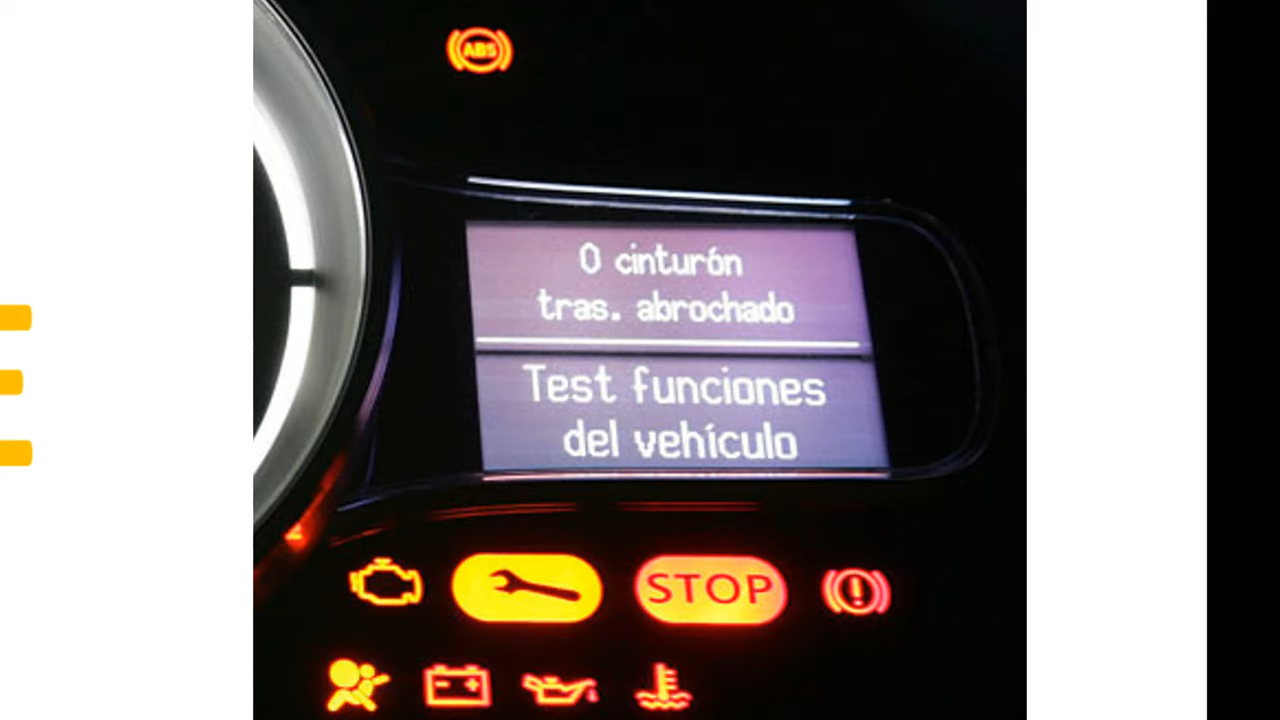 ABS
0 cinturón
tras. abrochado
Test funciones
del vehículo
STOP